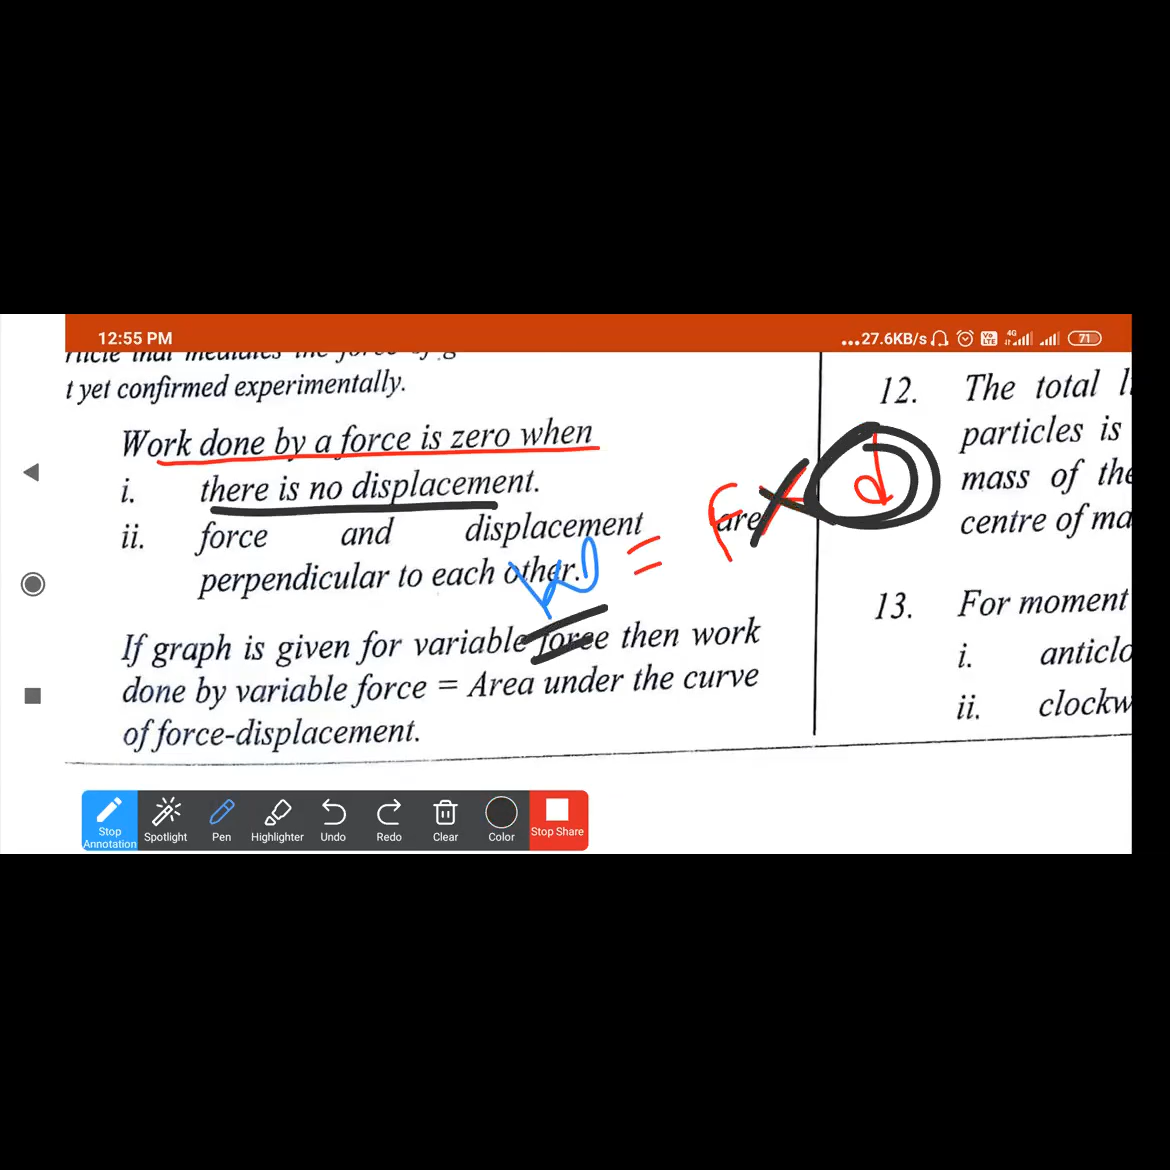 12:55 PM
...27.6KB/s 4G Vo LTE 71
t yet confirmed experimentally.
Work done by a force is zero when
i. there is no displacement.
ii. force and displacement are
perpendicular to each other.
= F × d
If graph is given for variable force then work
done by variable force = Area under the curve
of force-displacement.
12. The total
particles is
mass of the
centre of ma
13. For moment
i. anticlo
ii. clockw
Stop Annotation
Spotlight
Pen
Highlighter
Undo
Redo
Clear
Color
Stop Share